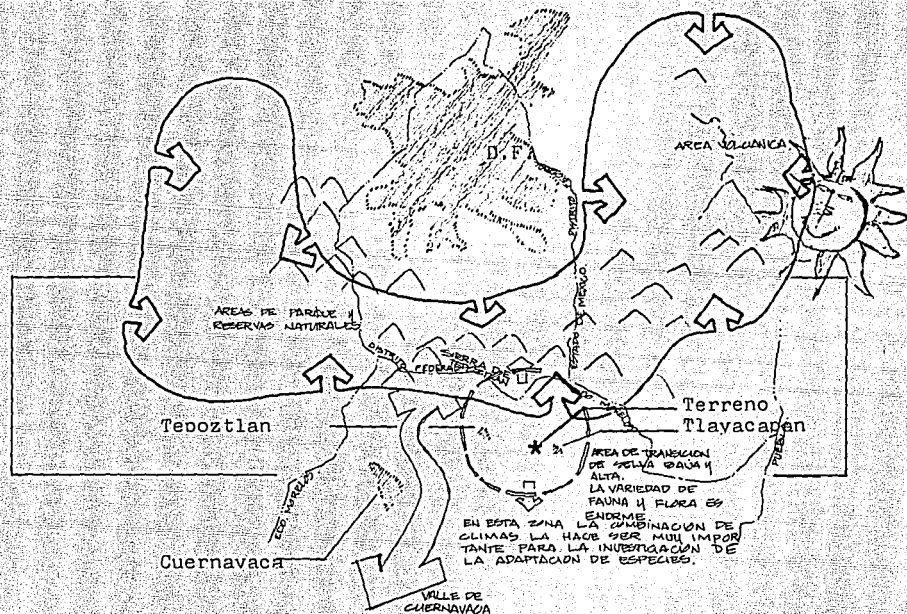 D.F.
AREA VOLCANICA
ESTADO DE MEXICO
AREAS DE PARQUE Y
RESERVAS NATURALES
DISTRITO FEDERAL
SIERRA DE
Tepoztlan
Terreno
Tlayacapan
AREA DE TRANSICION
DE SELVA BAJA Y
ALTA.
LA VARIEDAD DE
FAUNA Y FLORA ES
ENORME
EN ESTA ZONA LA COMBINACION DE
CLIMAS LA HACE SER MUY IMPOR
TANTE PARA LA INVESTIGACION DE
LA ADAPTACION DE ESPECIES.
EDO MORELOS
Cuernavaca
VALLE DE
CUERNAVACA